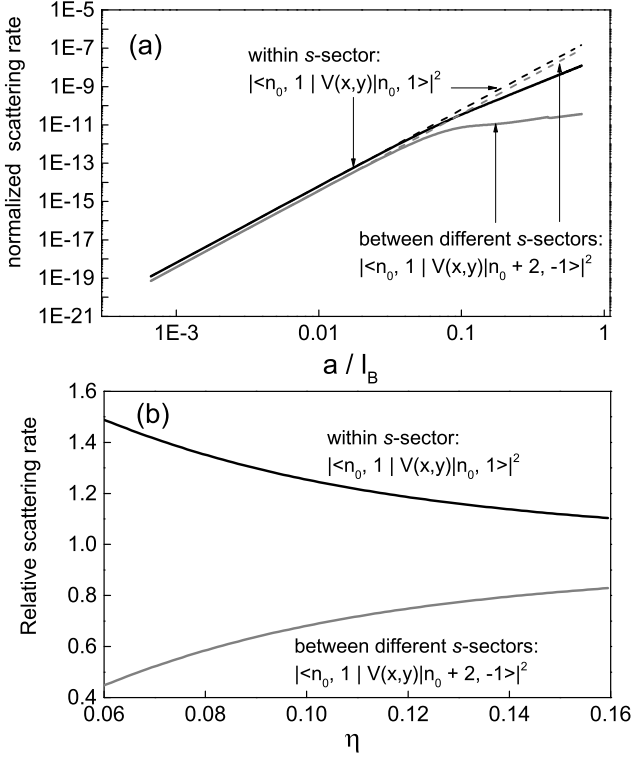 (a)
normalized scattering rate
1E-5
1E-7
1E-9
1E-11
1E-13
1E-15
1E-17
1E-19
1E-21
within s-sector:
|<n₀, 1 | V(x,y)|n₀, 1>|²
between different s-sectors:
|<n₀, 1 | V(x,y)|n₀ + 2, -1>|²
1E-3
0.01
0.1
1
a / l_B
(b)
Relative scattering rate
1.6
1.4
1.2
1.0
0.8
0.6
0.4
within s-sector:
|<n₀, 1 | V(x,y)|n₀, 1>|²
between different s-sectors:
|<n₀, 1 | V(x,y)|n₀ + 2, -1>|²
0.06
0.08
0.10
0.12
0.14
0.16
η